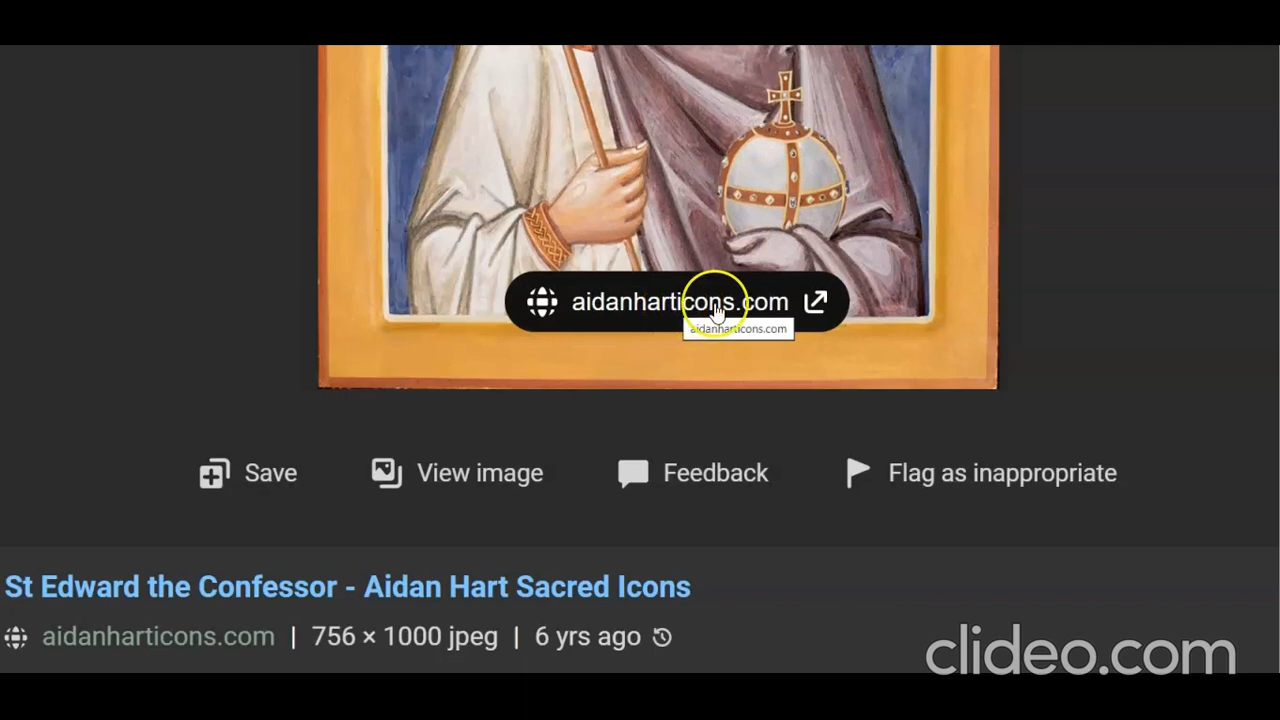 aidanharticons.com
aidanharticons.com
Save View image Feedback Flag as inappropriate
St Edward the Confessor - Aidan Hart Sacred Icons
aidanharticons.com | 756 × 1000 jpeg | 6 yrs ago
clideo.com